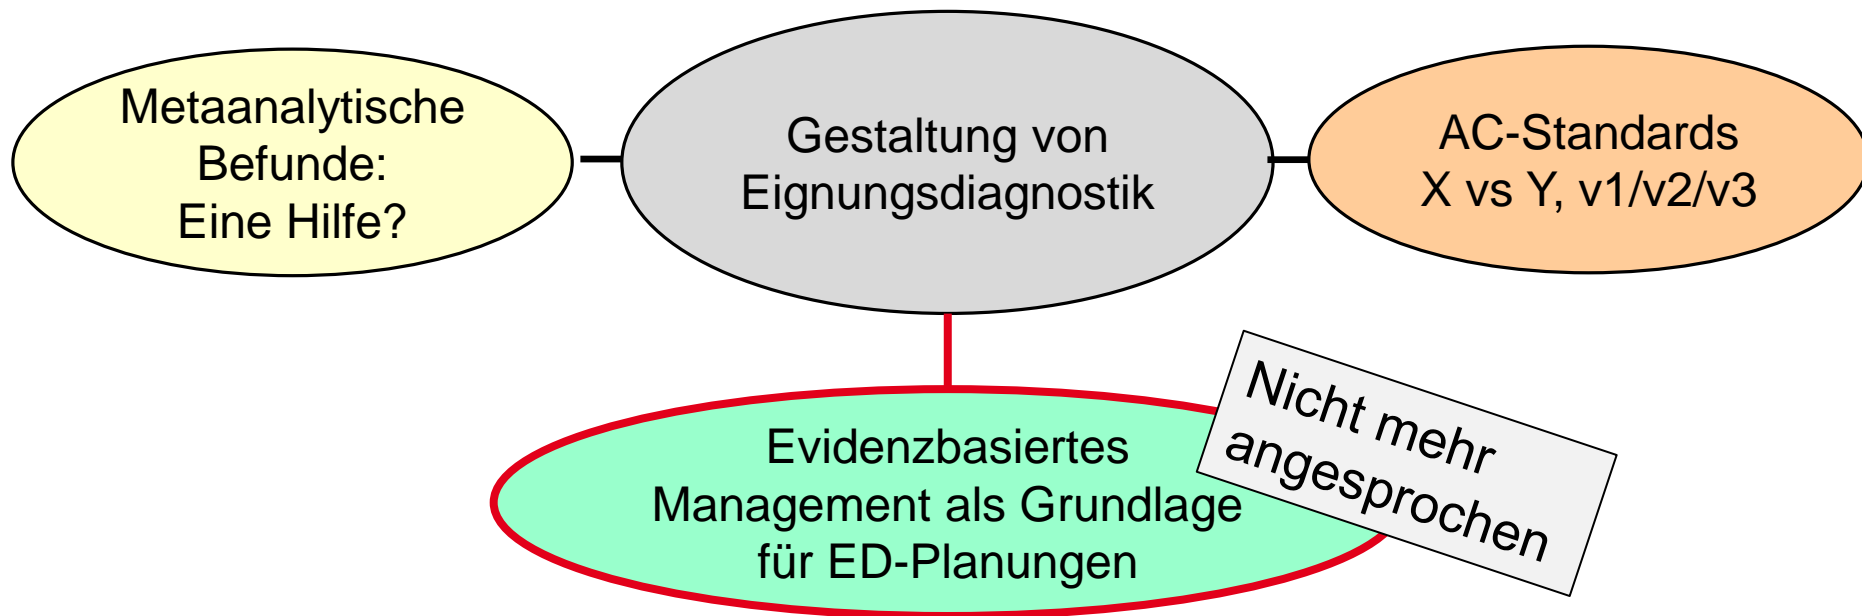 Metaanalytische
Befunde:
Eine Hilfe?
Gestaltung von
Eignungsdiagnostik
AC-Standards
X vs Y, v1/v2/v3
Evidenzbasiertes
Management als Grundlage
für ED-Planungen
Nicht mehr
angesprochen